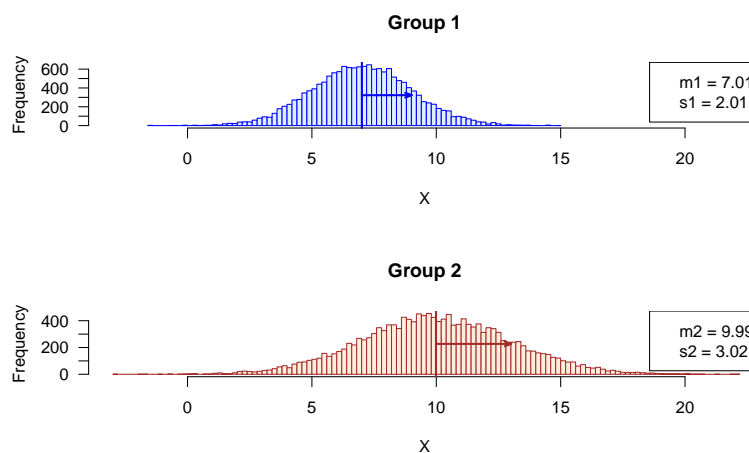 Group 1
Frequency
600
400
200
0
m1 = 7.01
s1 = 2.01
0 5 10 15 20
X
Group 2
Frequency
400
200
0
m2 = 9.99
s2 = 3.02
0 5 10 15 20
X